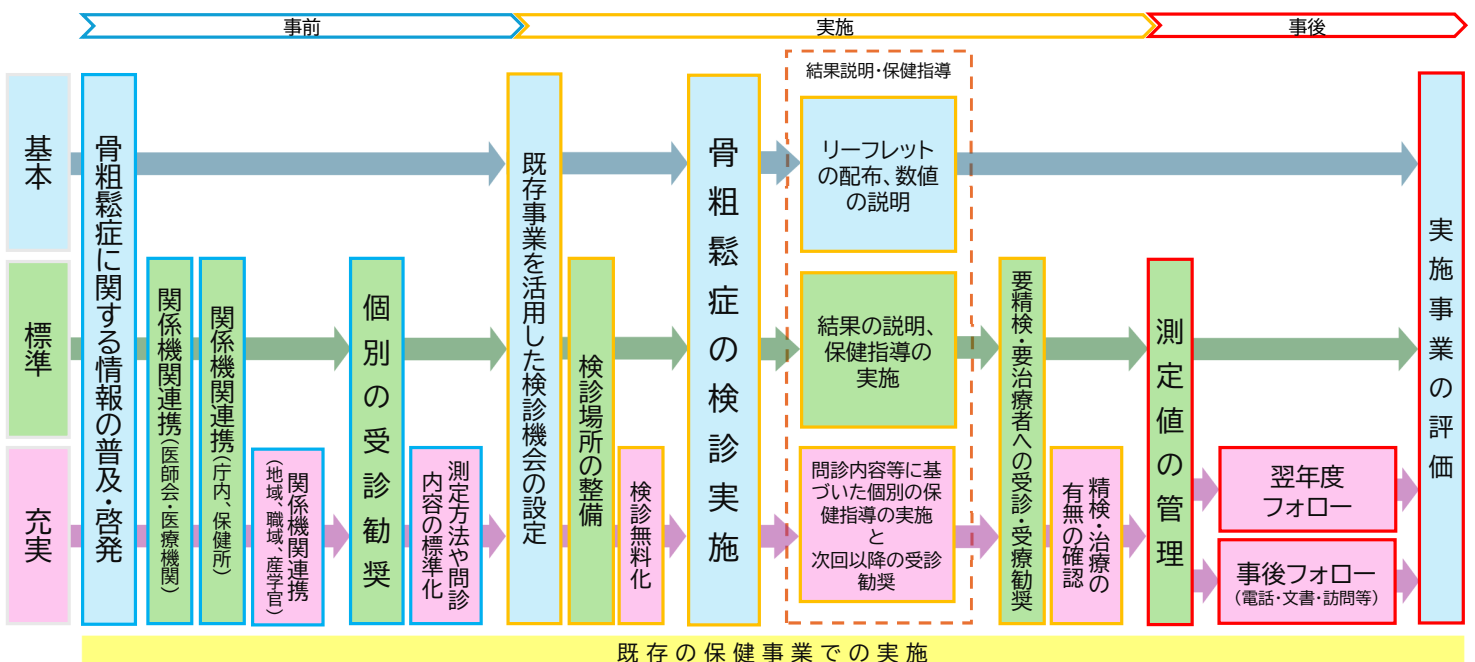 事前
実施
事後
基本
標準
充実
骨粗鬆症に関する情報の普及・啓発
関係機関連携(医師会・医療機関)
関係機関連携(庁内、保健所)
関係機関連携
(地域、職域、産学官)
個別の受診勧奨
測定方法や問診
内容の標準化
既存事業を活用した検診機会の設定
検診場所の整備
検診無料化
骨粗鬆症の検診実施
結果説明・保健指導
リーフレット
の配布、数値
の説明
結果の説明、
保健指導の
実施
問診内容等に基
づいた個別の保
健指導の実施
と
次回以降の受診
勧奨
要精検・要治療者への受診・受療勧奨
精検・治療の
有無の確認
測定値の管理
翌年度
フォロー
事後フォロー
(電話・文書・訪問等)
実施事業の評価
既存の保健事業での実施